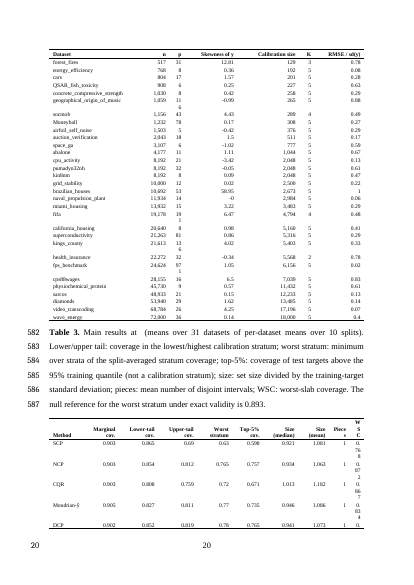 Dataset n p Skewness of y Calibration size K RMSE / sd(y)
forest_fires 517 31 12.81 129 3 0.78
energy_efficiency 768 8 0.36 192 5 0.08
cars 804 17 1.57 201 5 0.28
QSAR_fish_toxicity 908 6 0.25 227 5 0.63
concrete_compressive_strength 1,030 8 0.42 258 5 0.29
geographical_origin_of_music 1,059 11 -0.99 265 5 0.88
6
socmob 1,156 43 4.43 289 4 0.49
Moneyball 1,232 70 0.17 308 5 0.27
airfoil_self_noise 1,503 5 -0.42 376 5 0.29
auction_verification 2,043 18 1.5 511 5 0.17
space_ga 3,107 6 -1.02 777 5 0.59
abalone 4,177 11 1.11 1,044 5 0.67
cpu_activity 8,192 21 -3.42 2,048 5 0.13
pumadyn32nh 8,192 32 -0.05 2,048 5 0.61
kin8nm 8,192 8 0.09 2,048 5 0.47
grid_stability 10,000 12 0.02 2,500 5 0.22
brazilian_houses 10,692 53 58.95 2,673 5 1
naval_propulsion_plant 11,934 14 -0 2,984 5 0.06
miami_housing 13,932 15 3.22 3,483 5 0.29
fifa 19,178 19 6.47 4,794 4 0.48
1
california_housing 20,640 8 0.98 5,160 5 0.41
superconductivity 21,263 81 0.86 5,316 5 0.29
kings_county 21,613 13 4.02 5,403 5 0.33
6
health_insurance 22,272 32 -0.34 5,568 5 0.78
fps_benchmark 24,624 97 1.05 6,156 5 0.02
1
cps88wages 28,155 16 6.5 7,039 5 0.83
physiochemical_protein 45,730 9 0.57 11,432 5 0.61
sarcos 48,933 21 0.15 12,233 5 0.13
diamonds 53,940 29 1.62 13,485 5 0.14
video_transcoding 68,784 26 4.25 17,196 5 0.07
wave_energy 72,000 36 0.14 18,000 5 0.4
582 Table 3. Main results at (means over 31 datasets of per-dataset means over 10 splits).
583 Lower/upper tail: coverage in the lowest/highest calibration stratum; worst stratum: minimum
584 over strata of the split-averaged stratum coverage; top-5%: coverage of test targets above the
585 95% training quantile (not a calibration stratum); size: set size divided by the training-target
586 standard deviation; pieces: mean number of disjoint intervals; WSC: worst-slab coverage. The
587 null reference for the worst stratum under exact validity is 0.893.
Method Marginal cov. Lower-tail cov. Upper-tail cov. Worst stratum Top-5% cov. Size (median) Size (mean) Piece s W S C
SCP 0.903 0.865 0.69 0.63 0.598 0.921 1.081 1 0. 76 8
NCP 0.903 0.854 0.812 0.765 0.757 0.934 1.063 1 0. 87 2
CQR 0.903 0.808 0.759 0.72 0.671 1.013 1.182 1 0. 86 7
Mondrian-ŷ 0.905 0.827 0.811 0.77 0.735 0.946 1.086 1 0. 83 4
DCP 0.902 0.852 0.819 0.78 0.765 0.941 1.073 1 0.
20 20